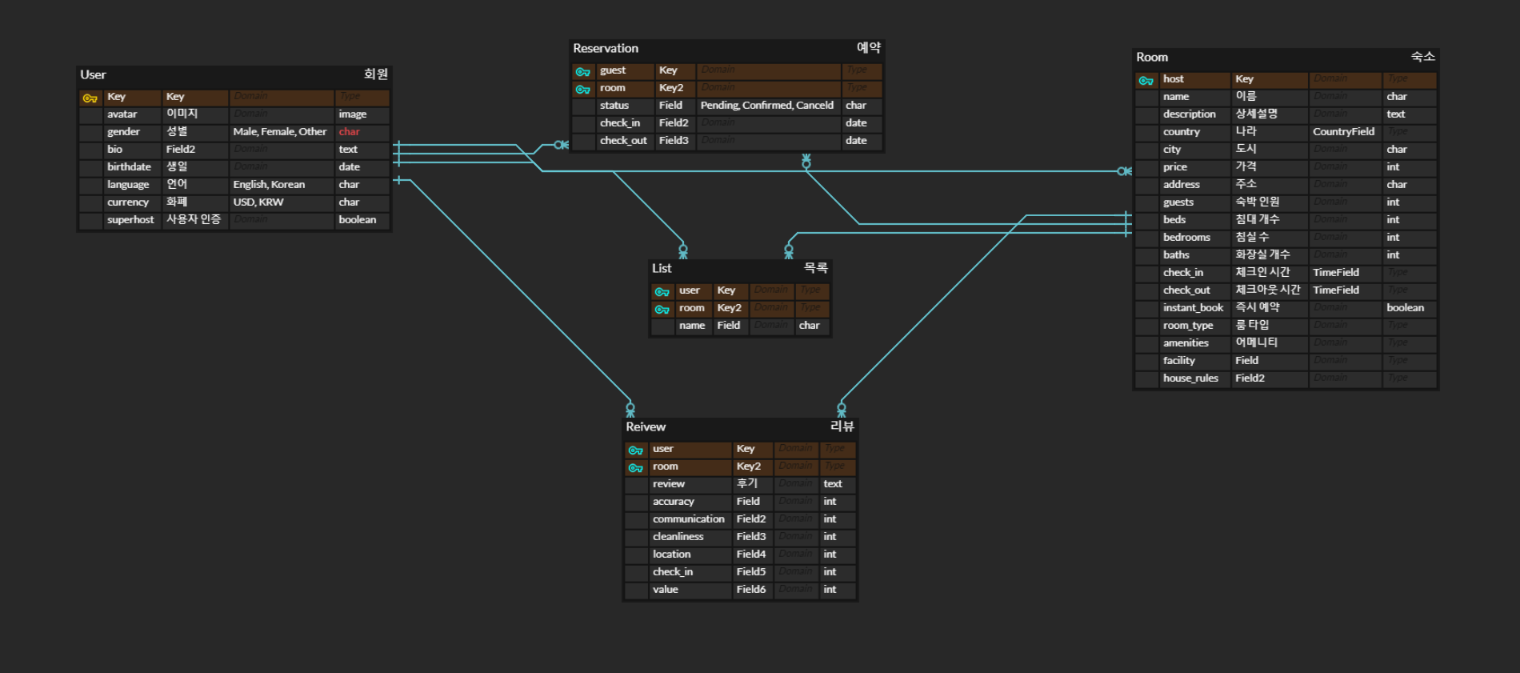 User 회원
Key Key Domain Type
avatar 이미지 Domain image
gender 성별 Male, Female, Other char
bio Field2 Domain text
birthdate 생일 Domain date
language 언어 English, Korean char
currency 화폐 USD, KRW char
superhost 사용자 인증 Domain boolean
Reservation 예약
guest Key Domain Type
room Key2 Domain Type
status Field Pending, Confirmed, Canceld char
check_in Field2 Domain date
check_out Field3 Domain date
Room 숙소
host Key Domain Type
name 이름 Domain char
description 상세설명 Domain text
country 나라 CountryField Type
city 도시 Domain char
price 가격 Domain int
address 주소 Domain char
guests 숙박 인원 Domain int
beds 침대 개수 Domain int
bedrooms 침실 수 Domain int
baths 화장실 개수 Domain int
check_in 체크인 시간 TimeField Type
check_out 체크아웃 시간 TimeField Type
instant_book 즉시 예약 Domain boolean
room_type 룸 타입 Domain Type
amenities 어메니티 Domain Type
facility Field Domain Type
house_rules Field2 Domain Type
List 목록
user Key Domain Type
room Key2 Domain Type
name Field Domain char
Reivew 리뷰
user Key Domain Type
room Key2 Domain Type
review 후기 Domain text
accuracy Field Domain int
communication Field2 Domain int
cleanliness Field3 Domain int
location Field4 Domain int
check_in Field5 Domain int
value Field6 Domain int